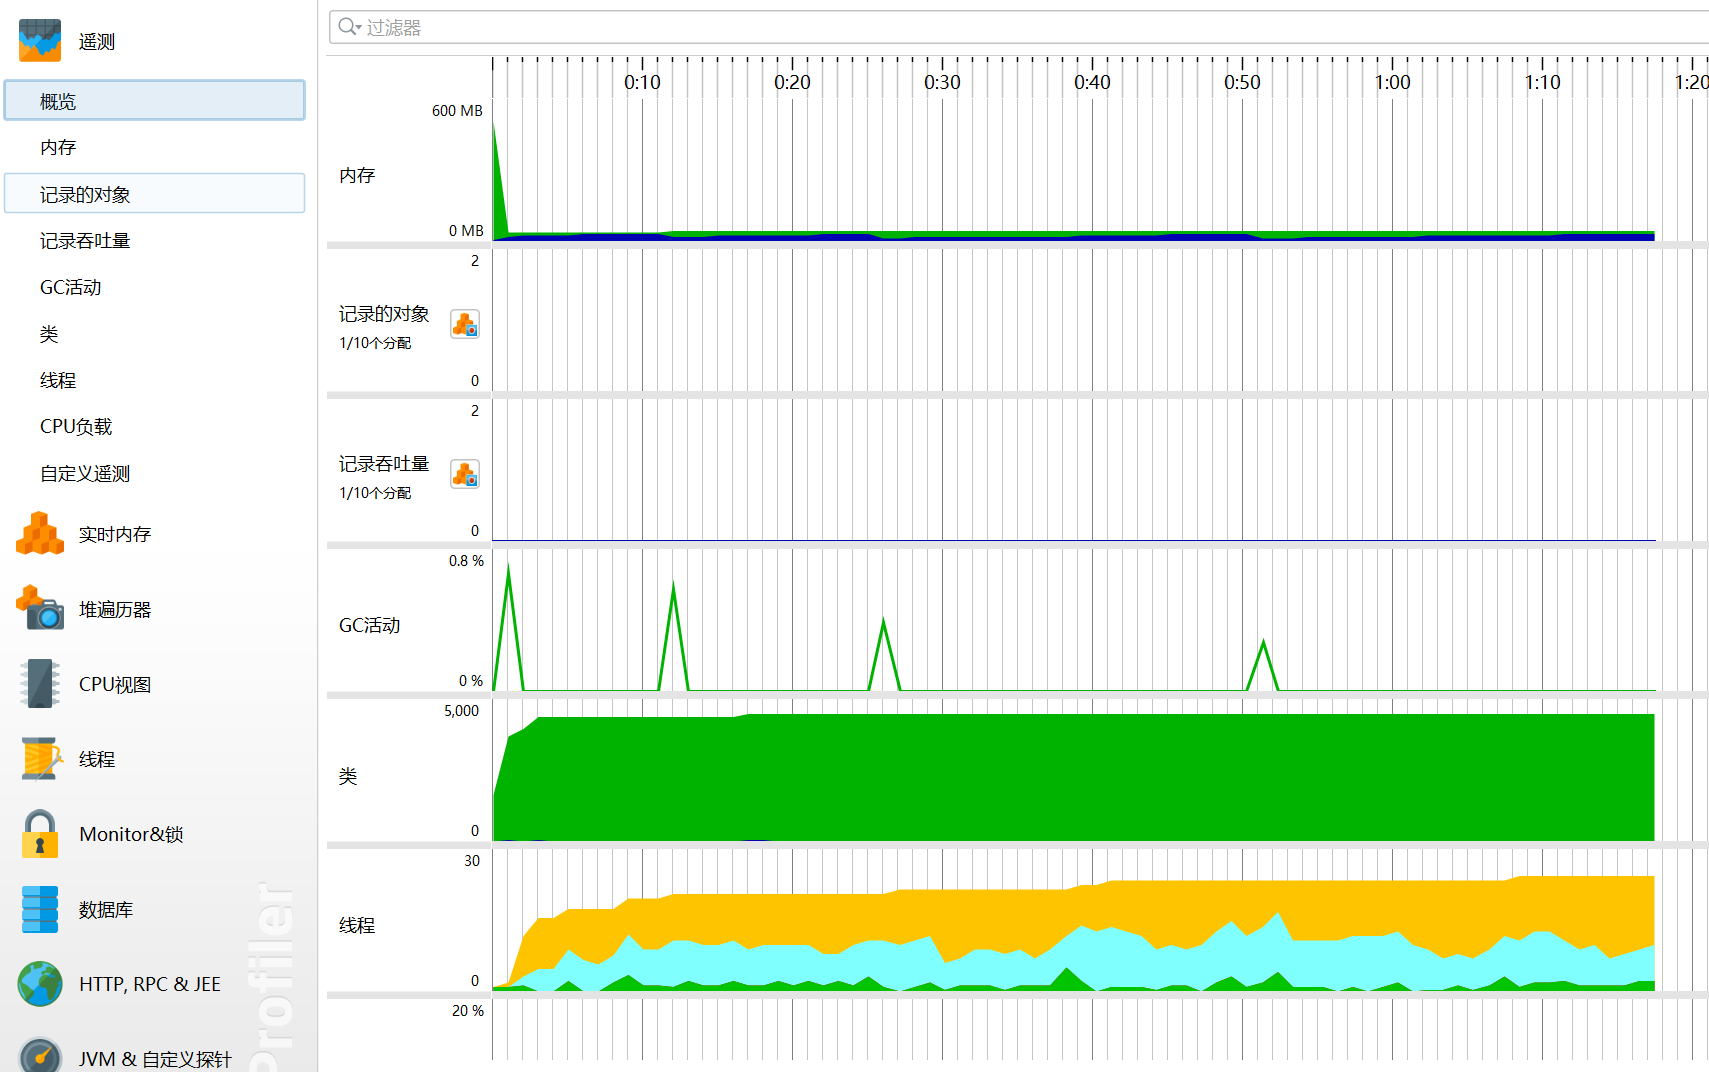 遥测
概览
内存
记录的对象
记录吞吐量
GC活动
类
线程
CPU负载
自定义遥测
实时内存
堆遍历器
CPU视图
线程
Monitor&锁
数据库
HTTP, RPC & JEE
JVM & 自定义探针
Profiler
过滤器
0:10 0:20 0:30 0:40 0:50 1:00 1:10 1:20
600 MB
内存
0 MB
2
记录的对象
1/10个分配
0
2
记录吞吐量
1/10个分配
0
0.8 %
GC活动
0 %
5,000
类
0
30
线程
0
20 %